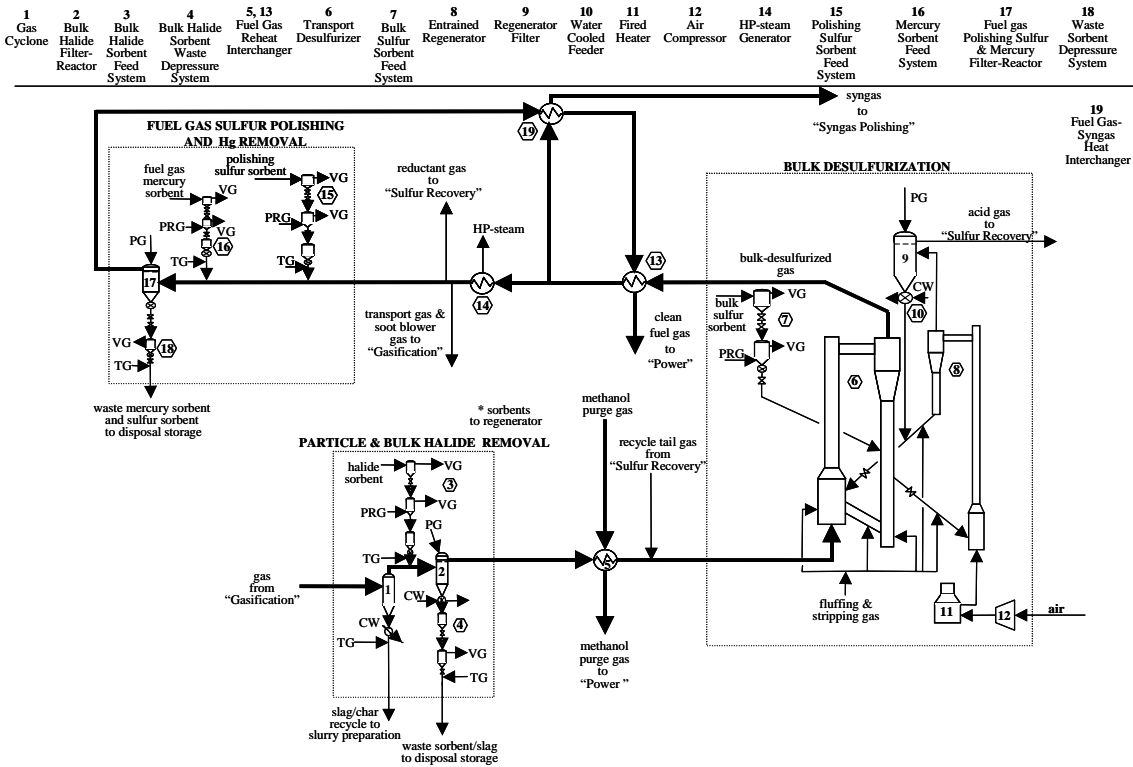 1
Gas
Cyclone
2
Bulk
Halide
Filter-
Reactor
3
Bulk
Halide
Sorbent
Feed
System
4
Bulk Halide
Sorbent
Waste
Depressure
System
5, 13
Fuel Gas
Reheat
Interchanger
6
Transport
Desulfurizer
7
Bulk
Sulfur
Sorbent
Feed
System
8
Entrained
Regenerator
9
Regenerator
Filter
10
Water
Cooled
Feeder
11
Fired
Heater
12
Air
Compressor
14
HP-steam
Generator
15
Polishing
Sulfur
Sorbent
Feed
System
16
Mercury
Sorbent
Feed
System
17
Fuel gas
Polishing Sulfur
& Mercury
Filter-Reactor
18
Waste
Sorbent
Depressure
System
19
Fuel Gas-
Syngas
Heat
Interchanger
syngas
to
“Syngas Polishing”
19
FUEL GAS SULFUR POLISHING
AND Hg REMOVAL
fuel gas
mercury
sorbent
VG
PRG
VG
16
TG
PG
17
polishing
sulfur sorbent
VG
15
PRG
VG
TG
VG
18
TG
waste mercury sorbent
and sulfur sorbent
to disposal storage
reductant gas
to
“Sulfur Recovery”
HP-steam
14
transport gas &
soot blower
gas to
“Gasification”
13
clean
fuel gas
to
“Power”
bulk-desulfurized
gas
BULK DESULFURIZATION
PG
acid gas
to
“Sulfur Recovery”
9
CW
10
bulk
sulfur
sorbent
VG
7
VG
PRG
6
8
* sorbents
to regenerator
PARTICLE & BULK HALIDE REMOVAL
halide
sorbent
VG
3
VG
PRG
TG
PG
2
gas
from
“Gasification”
1
CW
CW
TG
4
VG
TG
slag/char
recycle to
slurry preparation
waste sorbent/slag
to disposal storage
methanol
purge gas
recycle tail gas
from
“Sulfur Recovery”
5
methanol
purge gas
to
“Power ”
fluffing &
stripping gas
11
12
air